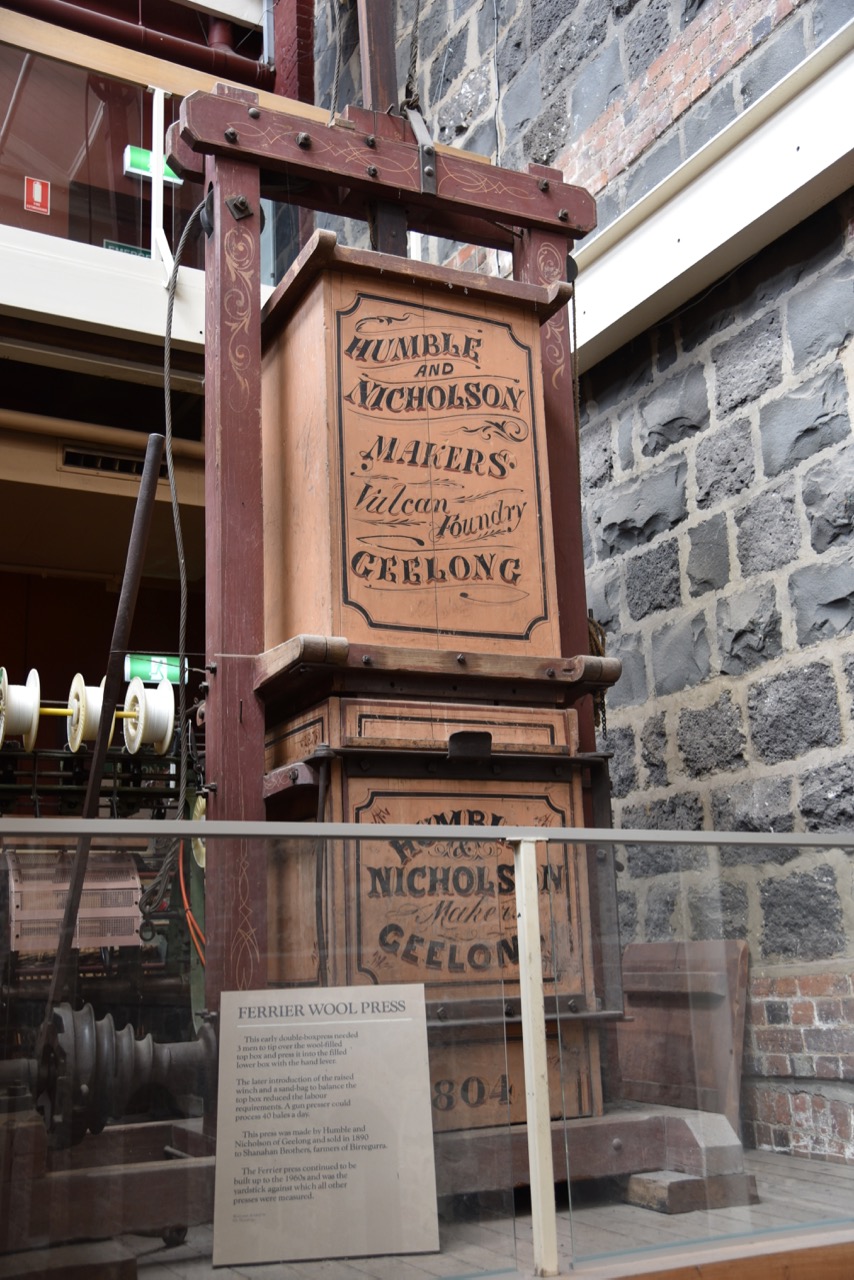 HUMBLE
AND
NICHOLSON
MAKERS
Vulcan
Foundry
GEELONG
HUMBL
&
NICHOLSON
Makers
GEELON
804
FERRIER WOOL PRESS
This early double-boxpress needed
3 men to tip over the wool-filled
top box and press it into the filled
lower box with the hand lever.
The later introduction of the raised
winch and a sand-bag to balance the
top box reduced the labour
requirements. A gun presser could
process 40 bales a day.
This press was made by Humble and
Nicholson of Geelong and sold in 1890
to Shanahan Brothers, farmers of Birregurra.
The Ferrier press continued to be
built up to the 1960s and was the
yardstick against which all other
presses were measured.